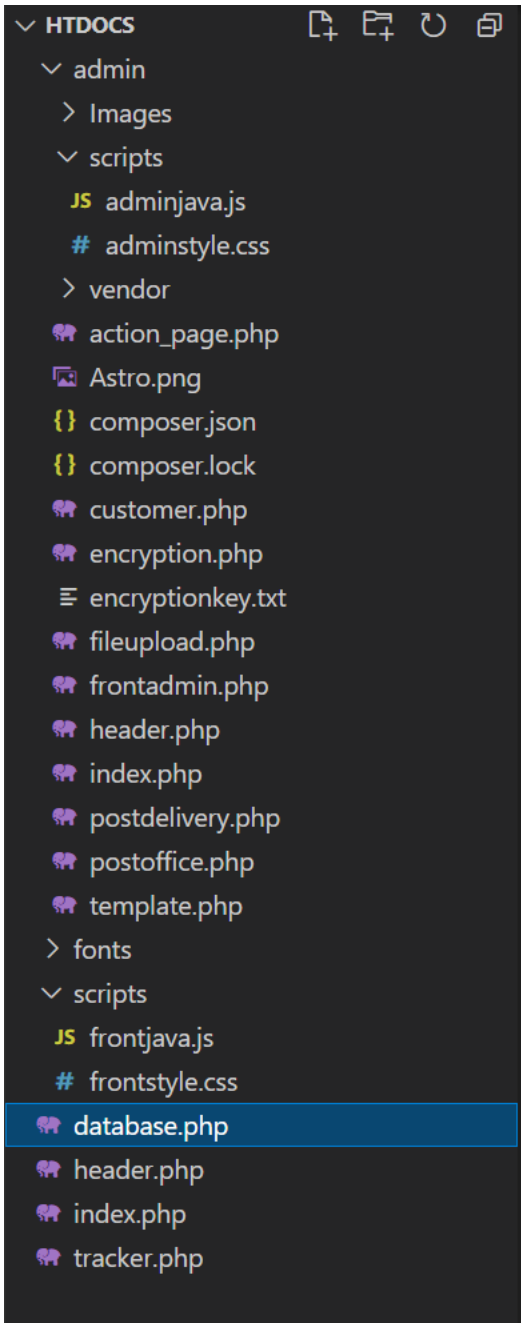 HTDOCS
admin
Images
scripts
JS adminjava.js
# adminstyle.css
vendor
action_page.php
Astro.png
{} composer.json
{} composer.lock
customer.php
encryption.php
encryptionkey.txt
fileupload.php
frontadmin.php
header.php
index.php
postdelivery.php
postoffice.php
template.php
fonts
scripts
JS frontjava.js
# frontstyle.css
database.php
header.php
index.php
tracker.php